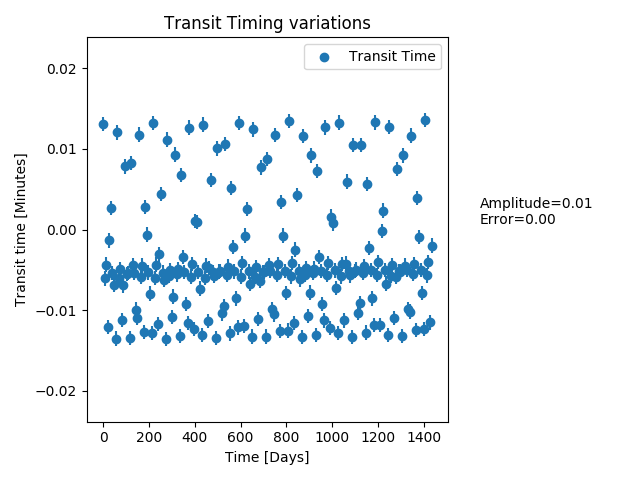 Transit Timing variations
Transit Time
0.02
0.01
0.00
−0.01
−0.02
Transit time [Minutes]
Amplitude=0.01
Error=0.00
0 200 400 600 800 1000 1200 1400
Time [Days]